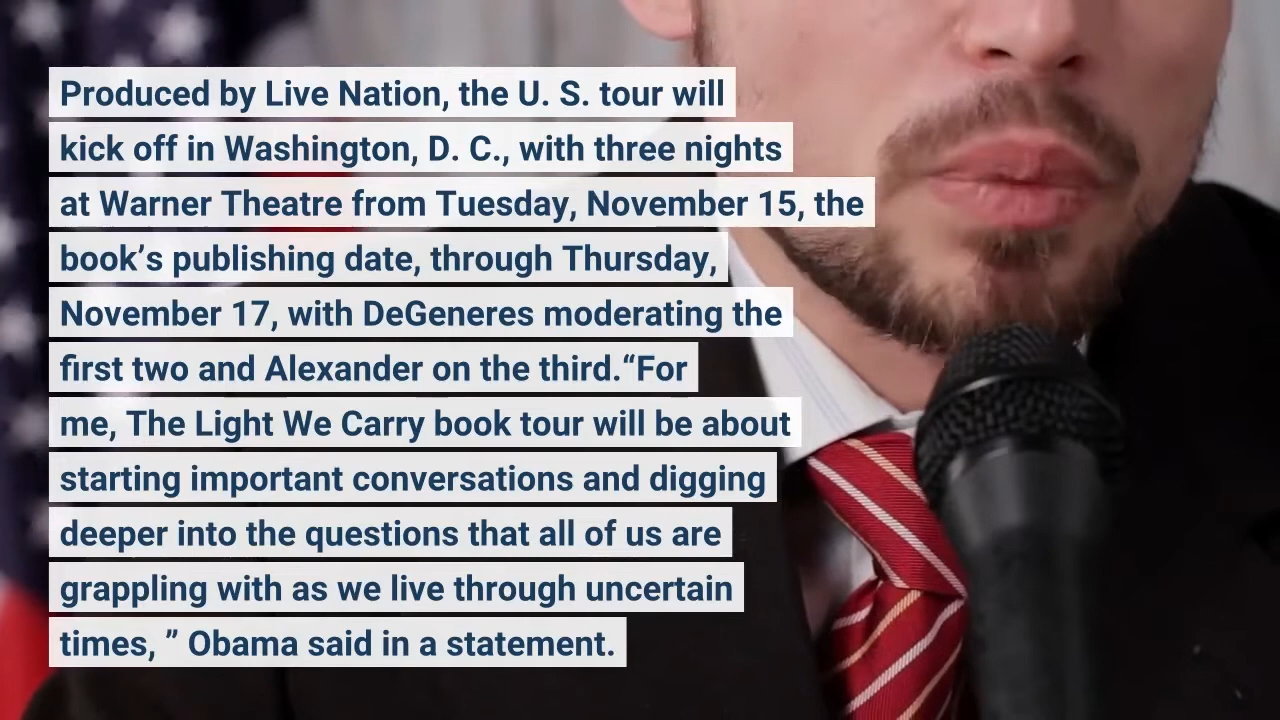 Produced by Live Nation, the U. S. tour will
kick off in Washington, D. C., with three nights
at Warner Theatre from Tuesday, November 15, the
book’s publishing date, through Thursday,
November 17, with DeGeneres moderating the
first two and Alexander on the third.“For
me, The Light We Carry book tour will be about
starting important conversations and digging
deeper into the questions that all of us are
grappling with as we live through uncertain
times, ” Obama said in a statement.